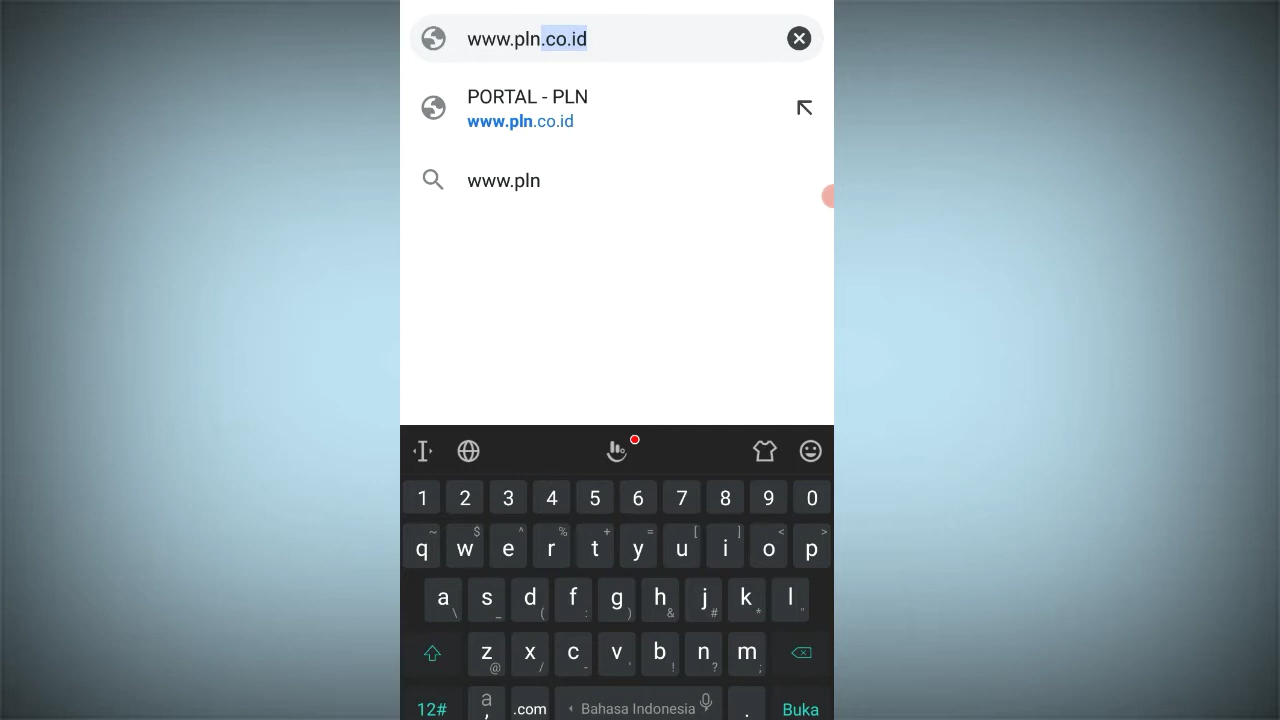 www.pln.co.id
PORTAL - PLN
www.pln.co.id
www.pln
1 2 3 4 5 6 7 8 9 0
~ $ ^ % + = [ ] < >
q w e r t y u i o p
a s d f g h j k l
\ _ ( : ) & # * "
z x c v b n m
@ / - ' ! ? ;
12# a , .com Bahasa Indonesia . Buka